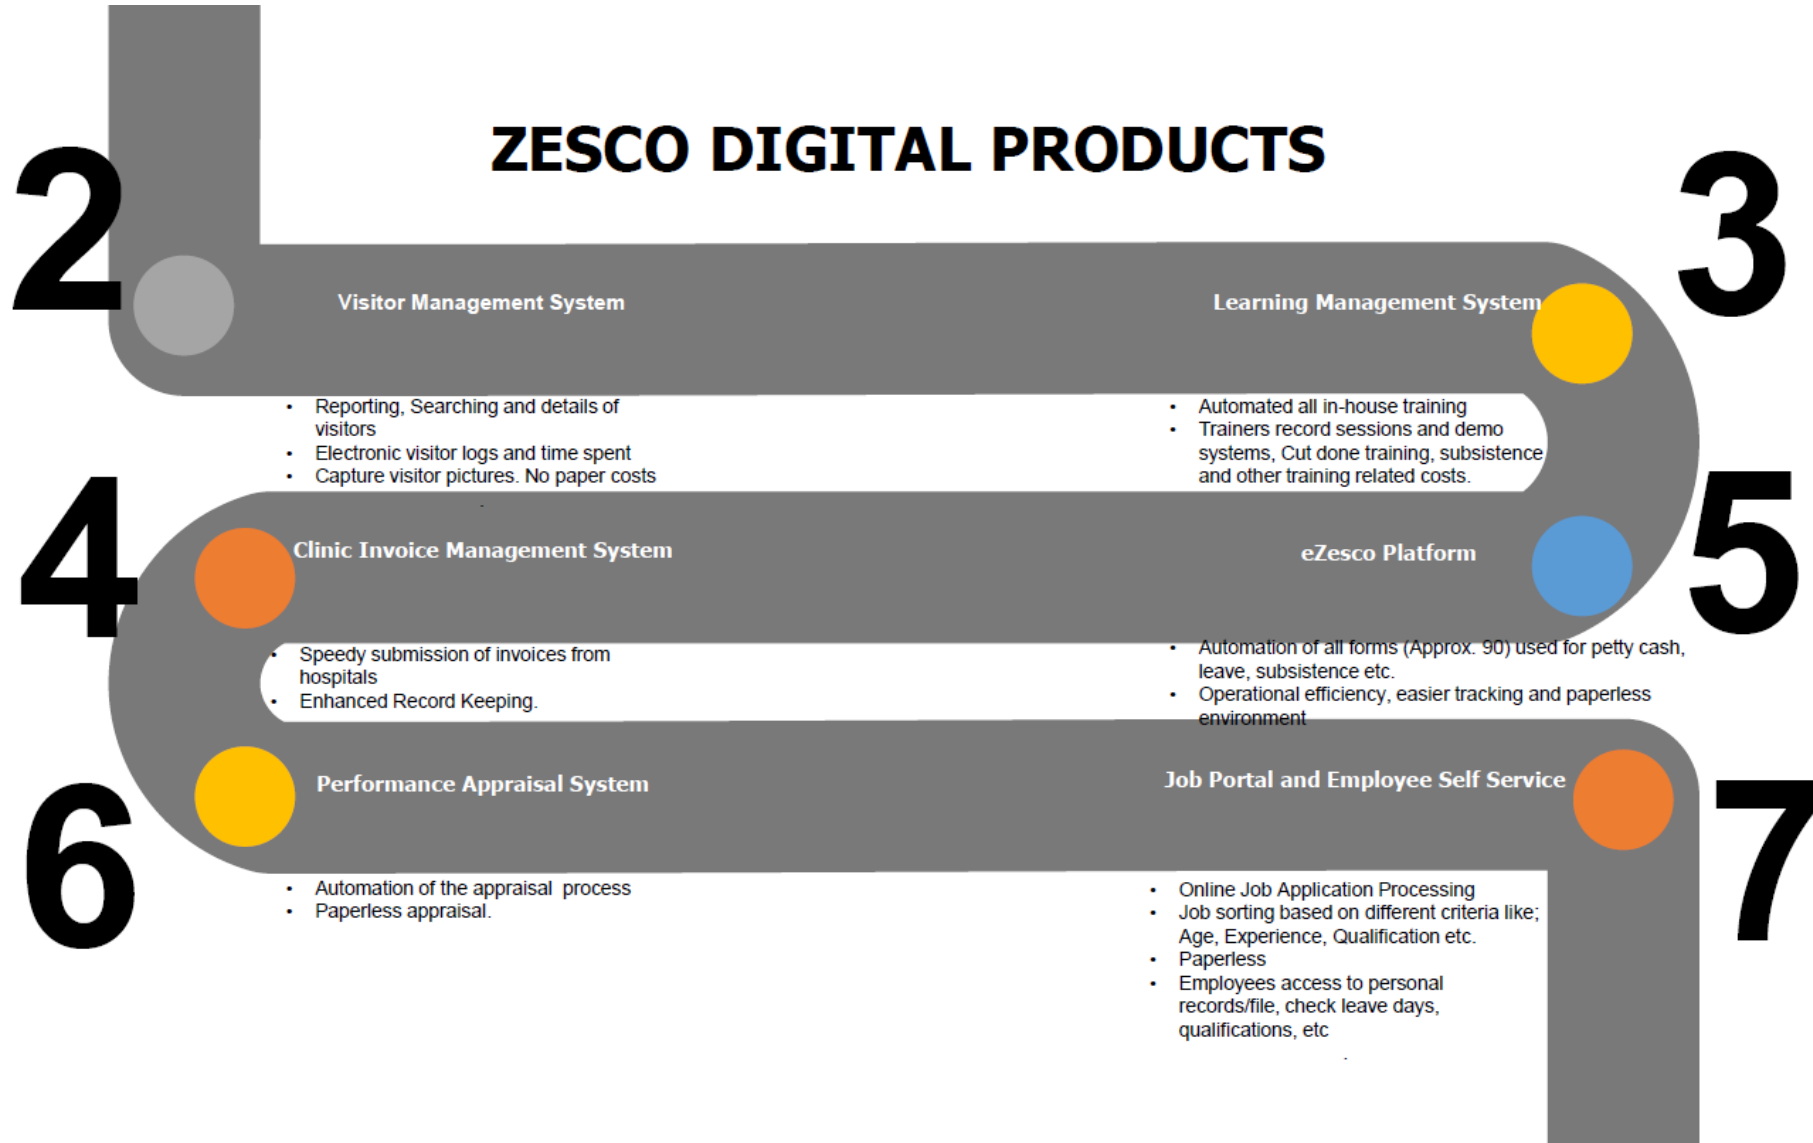 ZESCO DIGITAL PRODUCTS
2
Visitor Management System
• Reporting, Searching and details of
visitors
• Electronic visitor logs and time spent
• Capture visitor pictures. No paper costs
.
3
Learning Management System
• Automated all in-house training
• Trainers record sessions and demo
systems, Cut done training, subsistence
and other training related costs.
4
Clinic Invoice Management System
• Speedy submission of invoices from
hospitals
• Enhanced Record Keeping.
5
eZesco Platform
• Automation of all forms (Approx. 90) used for petty cash,
leave, subsistence etc.
• Operational efficiency, easier tracking and paperless
environment
6
Performance Appraisal System
• Automation of the appraisal  process
• Paperless appraisal.
7
Job Portal and Employee Self Service
• Online Job Application Processing
• Job sorting based on different criteria like;
Age, Experience, Qualification etc.
• Paperless
• Employees access to personal
records/file, check leave days,
qualifications, etc
.